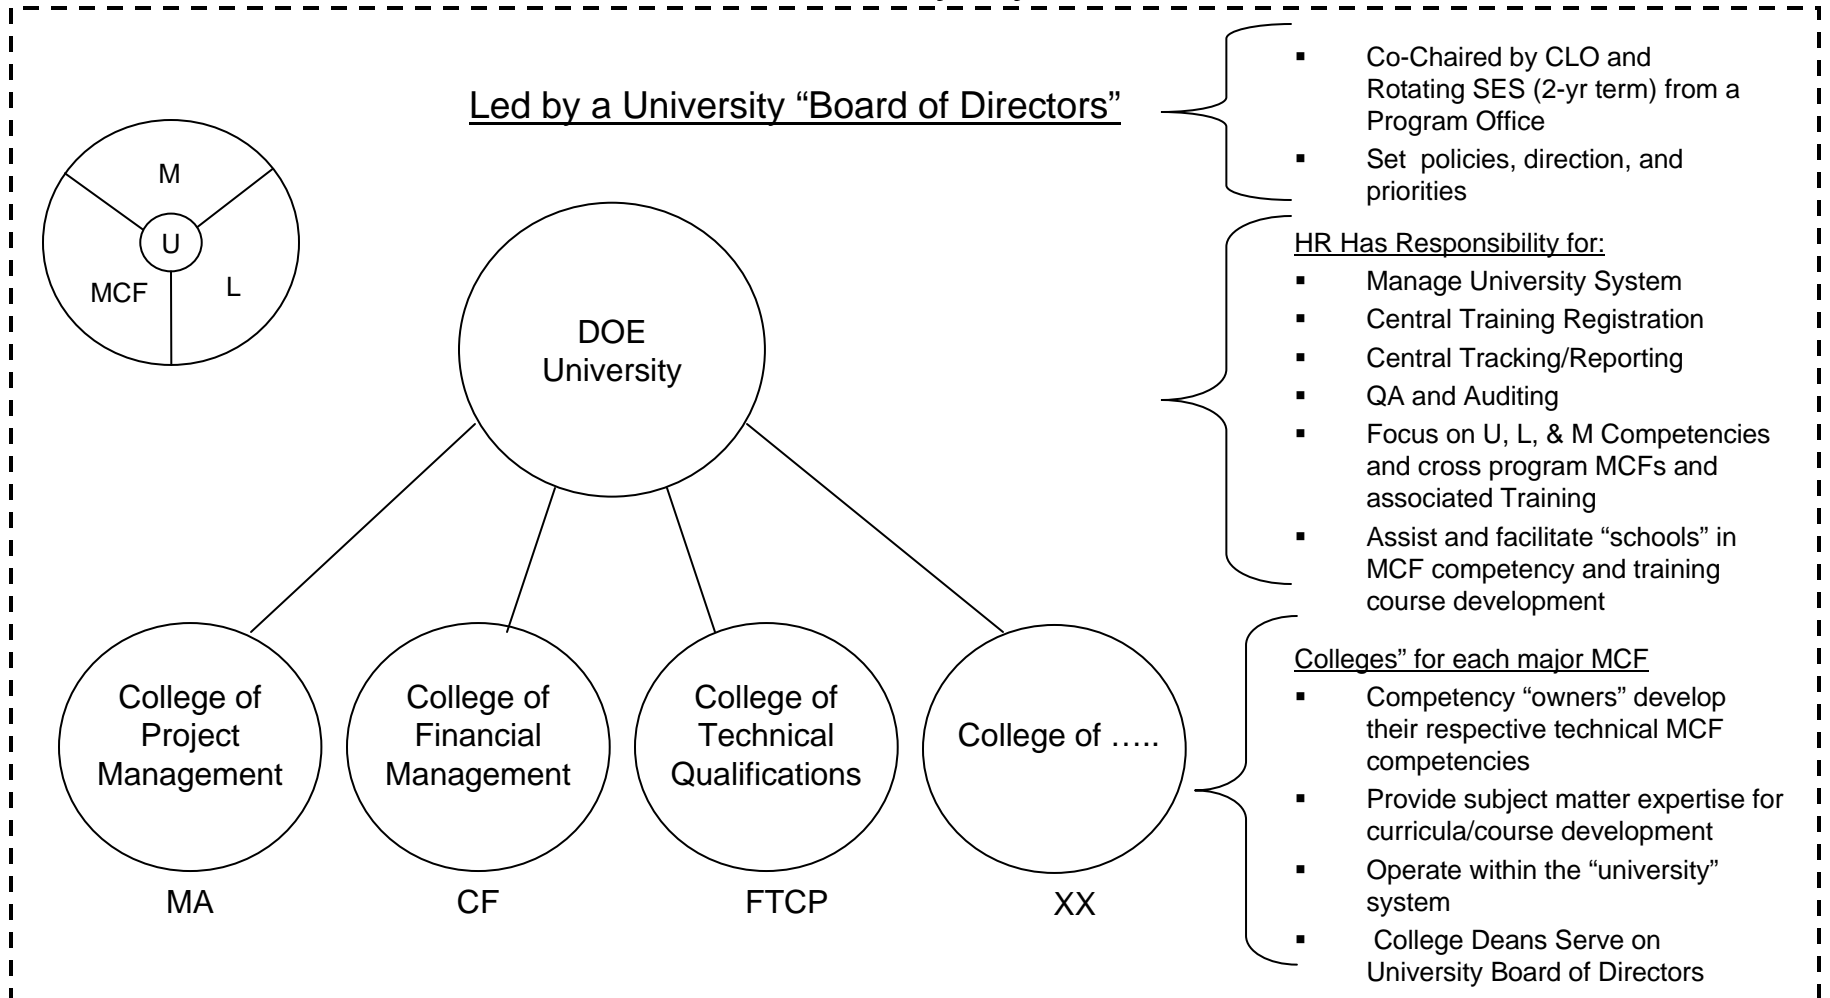 Led by a University “Board of Directors”
M
U
MCF
L
DOE
University
College of
Project
Management
MA
College of
Financial
Management
CF
College of
Technical
Qualifications
FTCP
College of …..
XX
▪ Co-Chaired by CLO and
Rotating SES (2-yr term) from a
Program Office
▪ Set policies, direction, and
priorities
HR Has Responsibility for:
▪ Manage University System
▪ Central Training Registration
▪ Central Tracking/Reporting
▪ QA and Auditing
▪ Focus on U, L, & M Competencies
and cross program MCFs and
associated Training
▪ Assist and facilitate “schools” in
MCF competency and training
course development
Colleges” for each major MCF
▪ Competency “owners” develop
their respective technical MCF
competencies
▪ Provide subject matter expertise for
curricula/course development
▪ Operate within the “university”
system
▪ College Deans Serve on
University Board of Directors